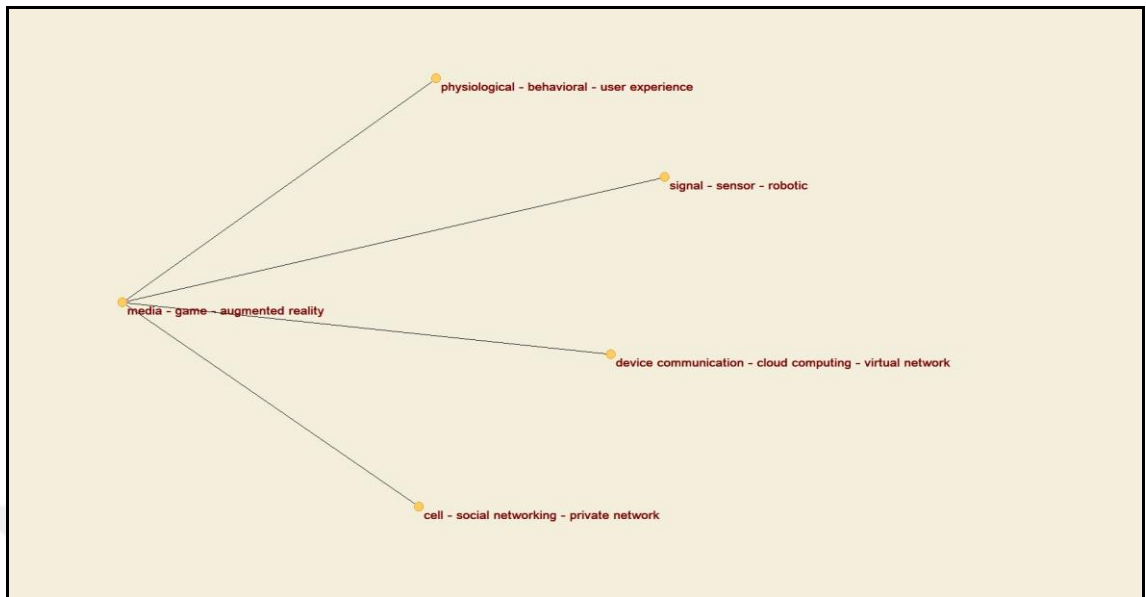 physiological - behavioral - user experience
signal - sensor - robotic
media - game - augmented reality
device communication - cloud computing - virtual network
cell - social networking - private network